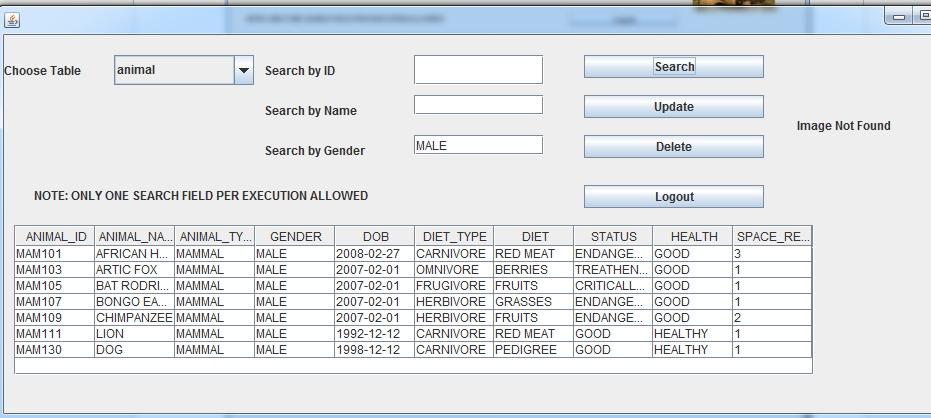 Choose Table animal Search by ID Search
Search by Name Update
Image Not Found
Search by Gender MALE Delete
NOTE: ONLY ONE SEARCH FIELD PER EXECUTION ALLOWED Logout
ANIMAL_ID ANIMAL_NA... ANIMAL_TY... GENDER DOB DIET_TYPE DIET STATUS HEALTH SPACE_RE...
MAM101 AFRICAN H... MAMMAL MALE 2008-02-27 CARNIVORE RED MEAT ENDANGE... GOOD 3
MAM103 ARTIC FOX MAMMAL MALE 2007-02-01 OMNIVORE BERRIES TREATHEN... GOOD 1
MAM105 BAT RODRI... MAMMAL MALE 2007-02-01 FRUGIVORE FRUITS CRITICALL... GOOD 1
MAM107 BONGO EA... MAMMAL MALE 2007-02-01 HERBIVORE GRASSES ENDANGE... GOOD 1
MAM109 CHIMPANZEE MAMMAL MALE 2007-02-01 HERBIVORE FRUITS ENDANGE... GOOD 2
MAM111 LION MAMMAL MALE 1992-12-12 CARNIVORE RED MEAT GOOD HEALTHY 1
MAM130 DOG MAMMAL MALE 1998-12-12 CARNIVORE PEDIGREE GOOD HEALTHY 1